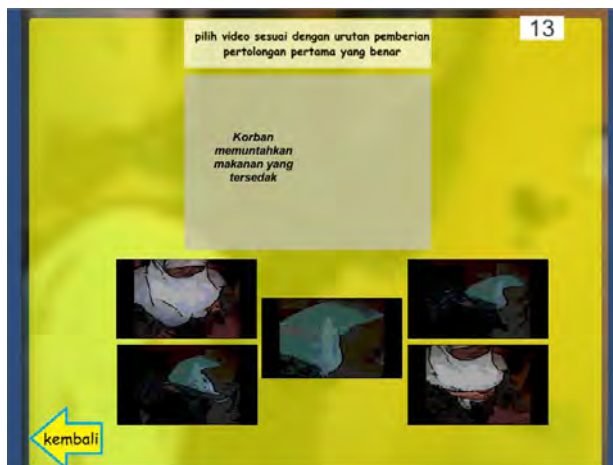 13
pilih video sesuai dengan urutan pemberian
pertolongan pertama yang benar
Korban
memuntahkan
makanan yang
tersedak
kembali